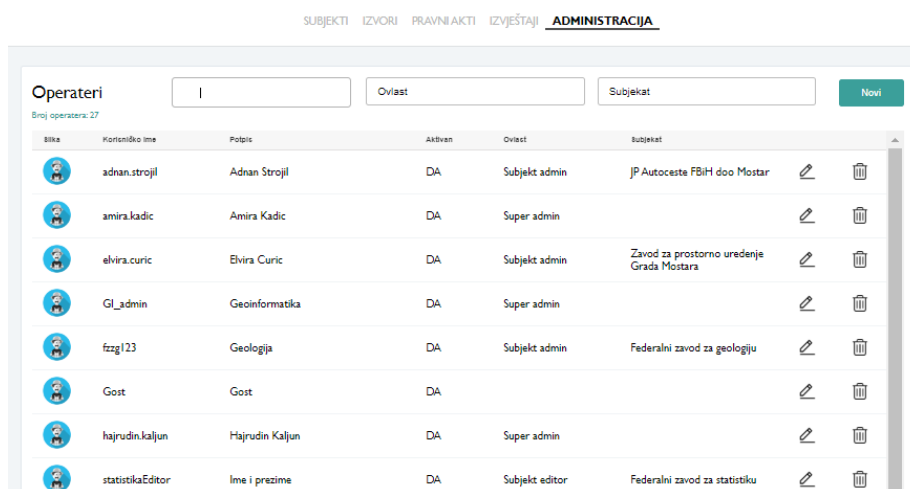 SUBJEKTI IZVORI PRAVNI AKTI IZVJEŠTAJI ADMINISTRACIJA
Operateri Ovlast Subjekat Novi
Broj operatera: 27
Slika Korisničko ime Potpis Aktivan Ovlast Subjekat
adnan.strojil Adnan Strojil DA Subjekt admin JP Autoceste FBiH doo Mostar
amira.kadic Amira Kadic DA Super admin
elvira.curic Elvira Curic DA Subjekt admin Zavod za prostorno uređenje
Grada Mostara
GI_admin Geoinformatika DA Super admin
fzzg123 Geologija DA Subjekt admin Federalni zavod za geologiju
Gost Gost DA
hajrudin.kaljun Hajrudin Kaljun DA Super admin
statistikaEditor Ime i prezime DA Subjekt editor Federalni zavod za statistiku